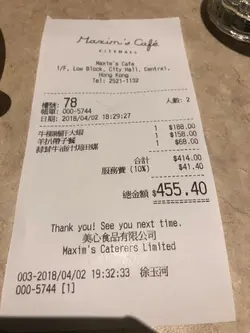 Maxim's Café
CITYHALL
Maxim's Cafe
1/F, Low Block, City Hall, Central,
Hong Kong
Tel: 2521-1132
檯號: 78
人數: 2
帳單: 000-5744
日期: 2018/04/02 18:29:27
1 $188.00
1 $158.00
1 $68.00
合計 $414.00
服務費 (10%) $41.40
總金額 $455.40
Thank you! See you next time.
美心食品有限公司
Maxim's Caterers Limited
003-2018/04/02 19:32:33 徐玉河
000-5744 [1]